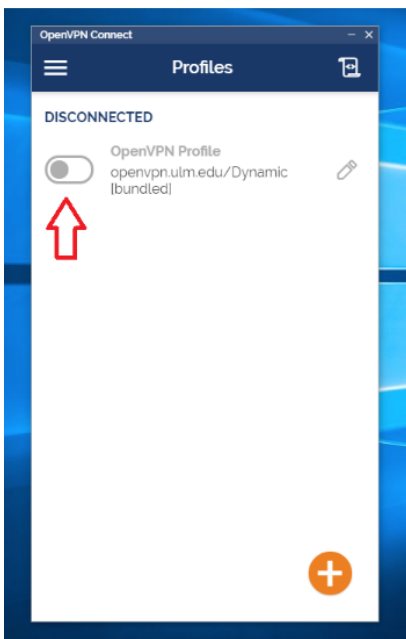 OpenVPN Connect
Profiles
DISCONNECTED
OpenVPN Profile
openvpn.ulm.edu/Dynamic
[bundled]